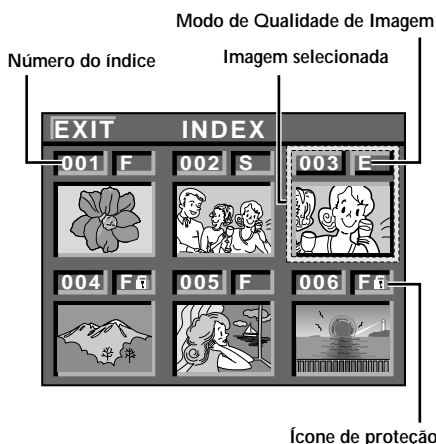 Modo de Qualidade de Imagem
Número do índice
Imagem selecionada
EXIT INDEX
001 F 002 S 003 E
004 F 005 F 006 F
Ícone de proteção